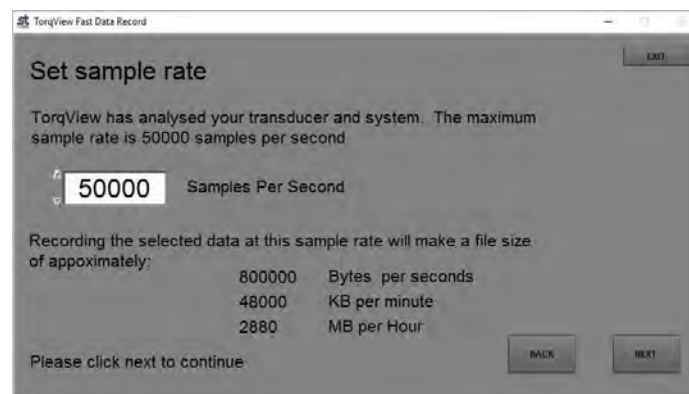 TorqView Fast Data Record
EXIT
Set sample rate
TorqView has analysed your transducer and system. The maximum
sample rate is 50000 samples per second
50000 Samples Per Second
Recording the selected data at this sample rate will make a file size
of appoximately:
800000 Bytes per seconds
48000 KB per minute
2880 MB per Hour
Please click next to continue
BACK NEXT